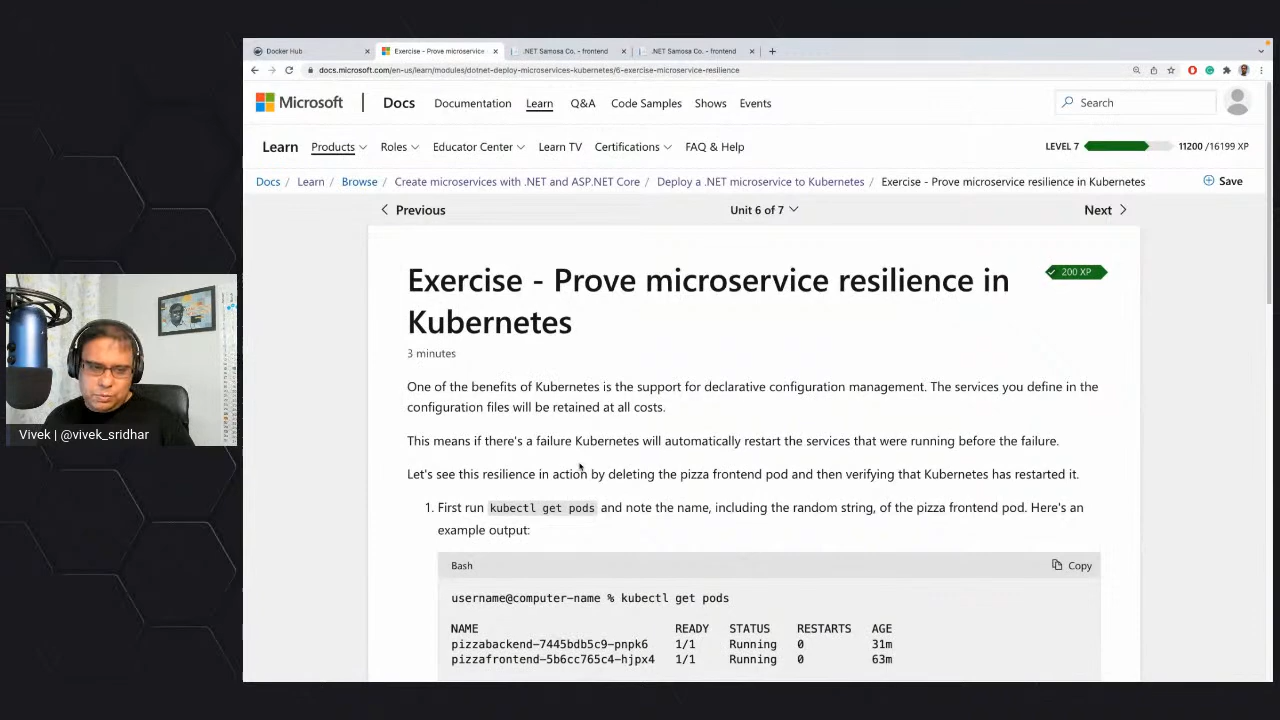 Docker Hub
Exercise - Prove microservice
.NET Samosa Co. - frontend
.NET Samosa Co. - frontend
docs.microsoft.com/en-us/learn/modules/dotnet-deploy-microservices-kubernetes/6-exercise-microservice-resilience
Microsoft
Docs
Documentation
Learn
Q&A
Code Samples
Shows
Events
Search
Learn
Products
Roles
Educator Center
Learn TV
Certifications
FAQ & Help
LEVEL 7
11200 /16199 XP
Docs / Learn / Browse / Create microservices with .NET and ASP.NET Core / Deploy a .NET microservice to Kubernetes / Exercise - Prove microservice resilience in Kubernetes
Save
Previous
Unit 6 of 7
Next
Exercise - Prove microservice resilience in
Kubernetes
200 XP
3 minutes
One of the benefits of Kubernetes is the support for declarative configuration management. The services you define in the
configuration files will be retained at all costs.
This means if there's a failure Kubernetes will automatically restart the services that were running before the failure.
Let's see this resilience in action by deleting the pizza frontend pod and then verifying that Kubernetes has restarted it.
1. First run kubectl get pods and note the name, including the random string, of the pizza frontend pod. Here's an
example output:
Bash
Copy
username@computer-name % kubectl get pods
NAME READY STATUS RESTARTS AGE
pizzabackend-7445bdb5c9-pnpk6 1/1 Running 0 31m
pizzafrontend-5b6cc765c4-hjpx4 1/1 Running 0 63m
Vivek | @vivek_sridhar